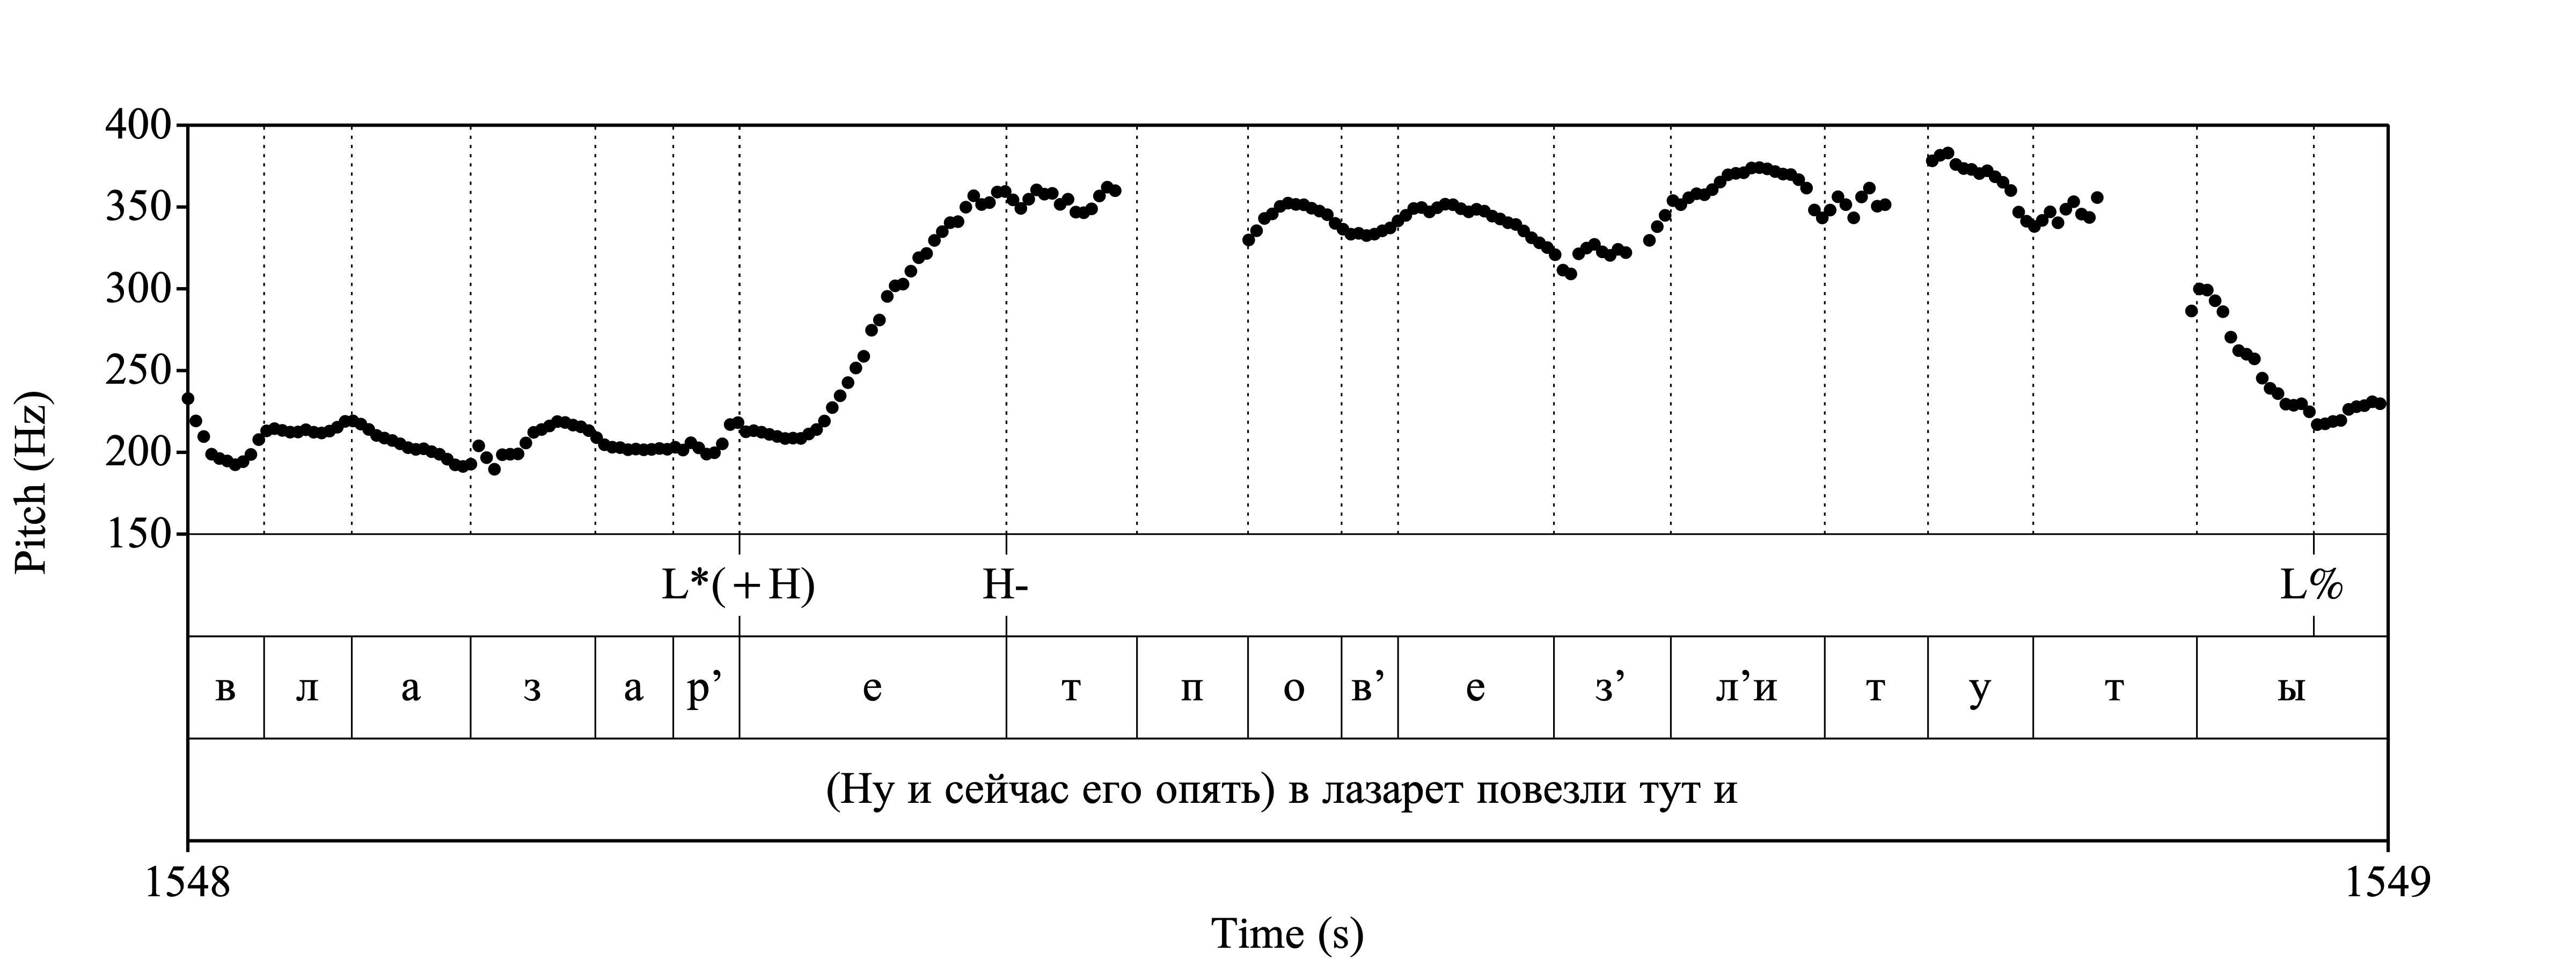 400
350
300
250
200
150
Pitch (Hz)
L*(+H) H- L%
в л а з а р’ е т п о в’ е з’ л’и т у т ы
(Ну и сейчас его опять) в лазарет повезли тут и
1548 1549
Time (s)